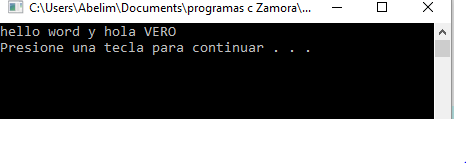 C:\Users\Abelim\Documents\programas c Zamora\...
hello word y hola VERO
Presione una tecla para continuar . . .